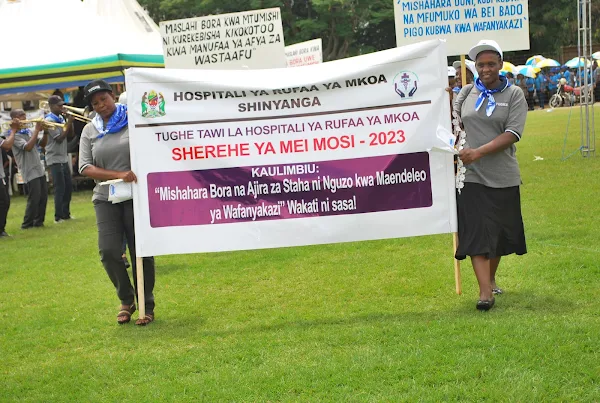 MASLAHI BORA KWA MTUMISHI
NI KUREKEBISHA KIKOKOTOO
KWA MANUFAA YA AFYA ZA
WASTAAFU
"MISHAHARA DUNI, KODI
NA MFUMUKO WA BEI BADO
PIGO KUBWA KWA WAFANYAKAZI"
HOSPITALI YA RUFAA YA MKOA
SHINYANGA
TUGHE TAWI LA HOSPITALI YA RUFAA YA MKOA
SHEREHE YA MEI MOSI - 2023
KAULIMBIU:
"Mishahara Bora na Ajira za Staha ni Nguzo kwa Maendeleo
ya Wafanyakazi" Wakati ni sasa!